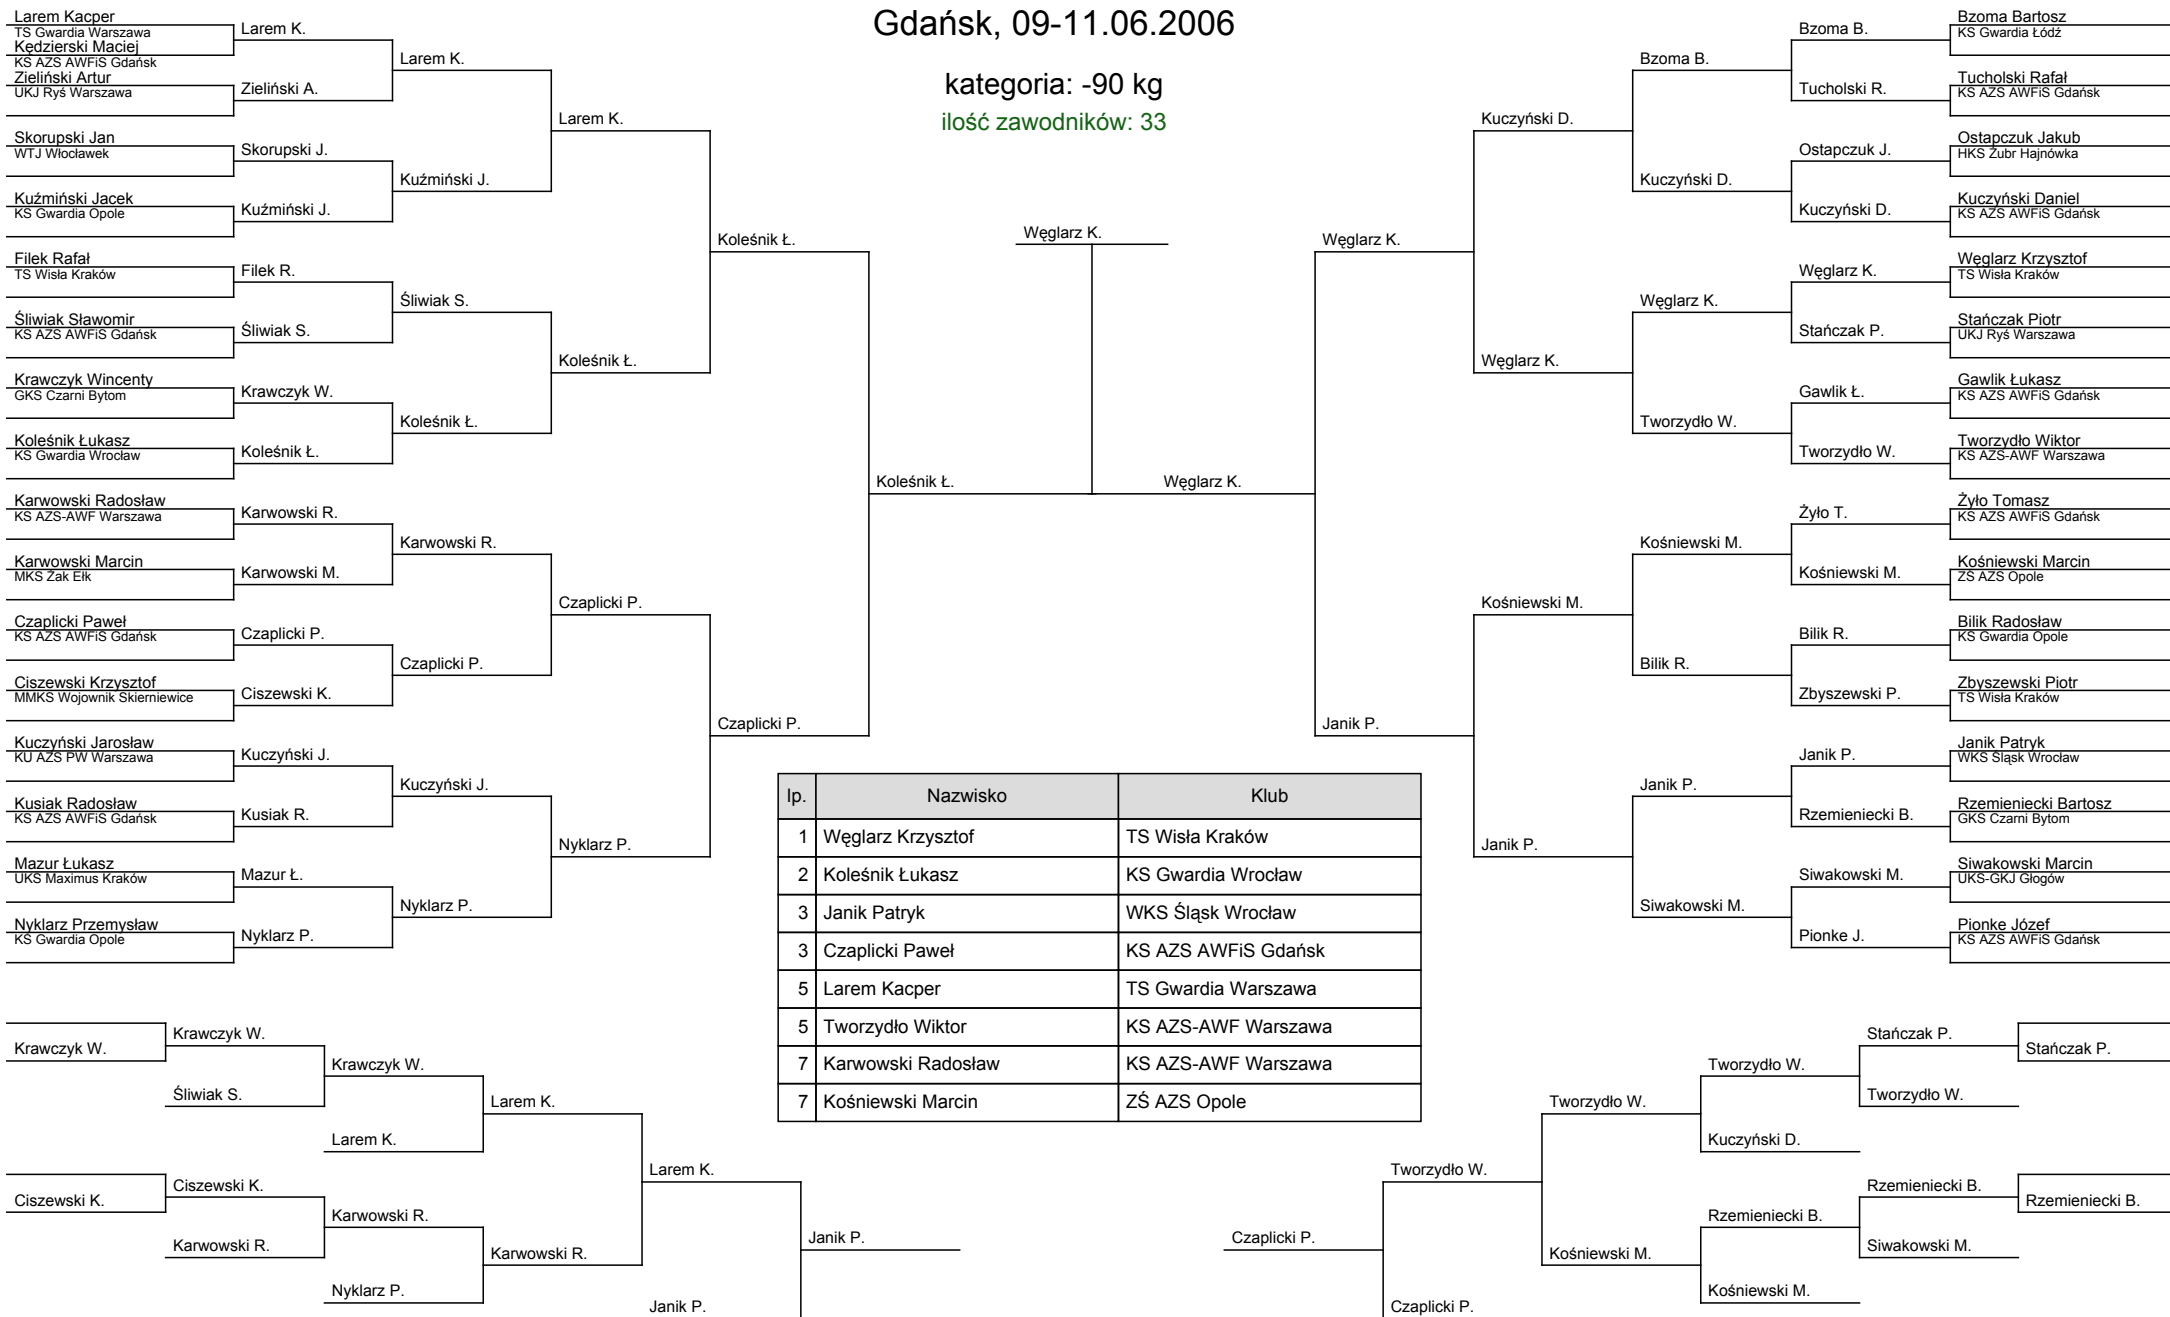 Gdańsk, 09-11.06.2006
kategoria: -90 kg
ilość zawodników: 33
Larem Kacper
TS Gwardia Warszawa
Kędzierski Maciej
KS AZS AWFiS Gdańsk
Zieliński Artur
UKJ Ryś Warszawa
Skorupski Jan
WTJ Włocławek
Kuźmiński Jacek
KS Gwardia Opole
Filek Rafał
TS Wisła Kraków
Śliwiak Sławomir
KS AZS AWFiS Gdańsk
Krawczyk Wincenty
GKS Czarni Bytom
Koleśnik Łukasz
KS Gwardia Wrocław
Karwowski Radosław
KS AZS-AWF Warszawa
Karwowski Marcin
MKS Żak Ełk
Czaplicki Paweł
KS AZS AWFiS Gdańsk
Ciszewski Krzysztof
MMKS Wojownik Skierniewice
Kuczyński Jarosław
KU AZS PW Warszawa
Kusiak Radosław
KS AZS AWFiS Gdańsk
Mazur Łukasz
UKS Maximus Kraków
Nyklarz Przemysław
KS Gwardia Opole
Larem K.
Zieliński A.
Skorupski J.
Kuźmiński J.
Filek R.
Śliwiak S.
Krawczyk W.
Koleśnik Ł.
Karwowski R.
Karwowski M.
Czaplicki P.
Ciszewski K.
Kuczyński J.
Kusiak R.
Mazur Ł.
Nyklarz P.
Larem K.
Kuźmiński J.
Śliwiak S.
Koleśnik Ł.
Karwowski R.
Czaplicki P.
Kuczyński J.
Nyklarz P.
Larem K.
Koleśnik Ł.
Czaplicki P.
Nyklarz P.
Koleśnik Ł.
Czaplicki P.
Koleśnik Ł.
Węglarz K.
Węglarz K.
Węglarz K.
Janik P.
Kuczyński D.
Węglarz K.
Kośniewski M.
Janik P.
Bzoma B.
Kuczyński D.
Węglarz K.
Tworzydło W.
Kośniewski M.
Bilik R.
Janik P.
Siwakowski M.
Bzoma B.
Tucholski R.
Ostapczuk J.
Kuczyński D.
Węglarz K.
Stańczak P.
Gawlik Ł.
Tworzydło W.
Żyło T.
Kośniewski M.
Bilik R.
Zbyszewski P.
Janik P.
Rzemieniecki B.
Siwakowski M.
Pionke J.
Bzoma Bartosz
KS Gwardia Łódź
Tucholski Rafał
KS AZS AWFiS Gdańsk
Ostapczuk Jakub
HKS Żubr Hajnówka
Kuczyński Daniel
KS AZS AWFiS Gdańsk
Węglarz Krzysztof
TS Wisła Kraków
Stańczak Piotr
UKJ Ryś Warszawa
Gawlik Łukasz
KS AZS AWFiS Gdańsk
Tworzydło Wiktor
KS AZS-AWF Warszawa
Żyło Tomasz
KS AZS AWFiS Gdańsk
Kośniewski Marcin
ZŚ AZS Opole
Bilik Radosław
KS Gwardia Opole
Zbyszewski Piotr
TS Wisła Kraków
Janik Patryk
WKS Śląsk Wrocław
Rzemieniecki Bartosz
GKS Czarni Bytom
Siwakowski Marcin
UKS-GKJ Głogów
Pionke Józef
KS AZS AWFiS Gdańsk
lp. Nazwisko Klub
1 Węglarz Krzysztof TS Wisła Kraków
2 Koleśnik Łukasz KS Gwardia Wrocław
3 Janik Patryk WKS Śląsk Wrocław
3 Czaplicki Paweł KS AZS AWFiS Gdańsk
5 Larem Kacper TS Gwardia Warszawa
5 Tworzydło Wiktor KS AZS-AWF Warszawa
7 Karwowski Radosław KS AZS-AWF Warszawa
7 Kośniewski Marcin ZŚ AZS Opole
Krawczyk W.
Ciszewski K.
Krawczyk W.
Śliwiak S.
Ciszewski K.
Karwowski R.
Krawczyk W.
Larem K.
Karwowski R.
Nyklarz P.
Larem K.
Karwowski R.
Larem K.
Janik P.
Janik P.
Czaplicki P.
Tworzydło W.
Czaplicki P.
Tworzydło W.
Kośniewski M.
Tworzydło W.
Kuczyński D.
Rzemieniecki B.
Kośniewski M.
Stańczak P.
Tworzydło W.
Rzemieniecki B.
Siwakowski M.
Stańczak P.
Rzemieniecki B.